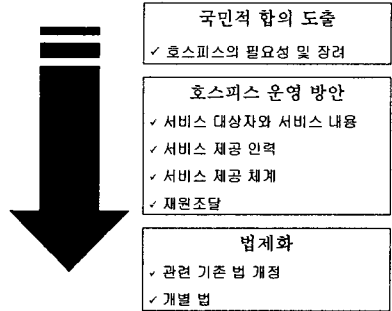 국민적 합의 도출
✓ 호스피스의 필요성 및 장려
호스피스 운영 방안
✓ 서비스 대상자와 서비스 내용
✓ 서비스 제공 인력
✓ 서비스 제공 체계
✓ 재원조달
법제화
✓ 관련 기존 법 개정
✓ 개별 법